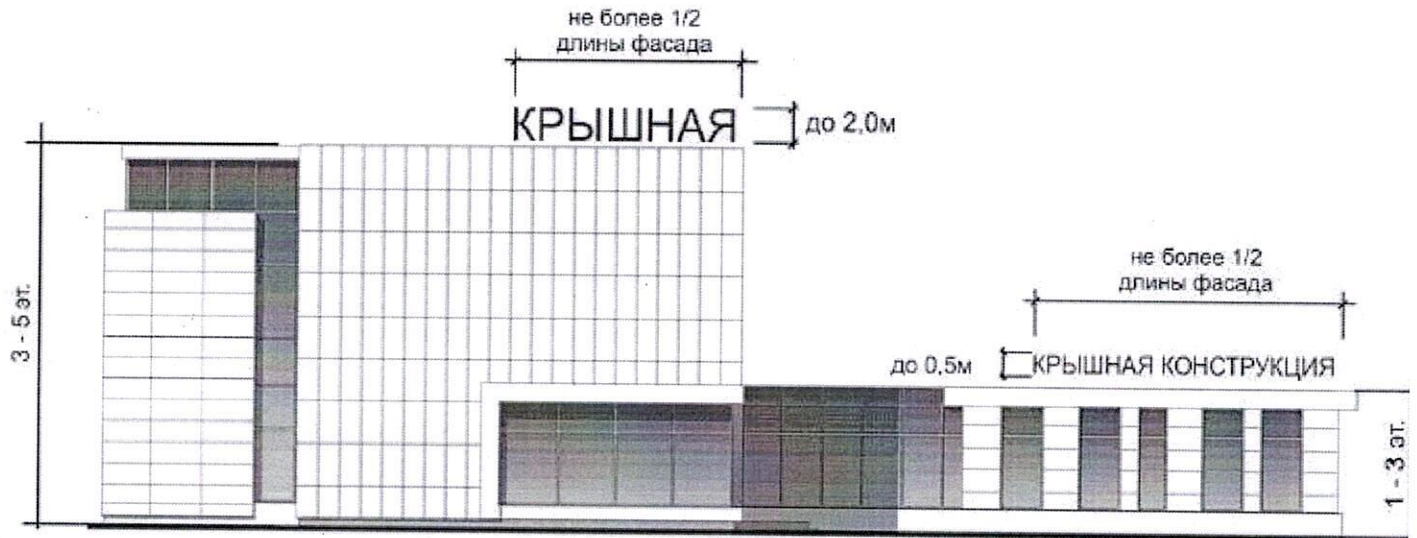 не более 1/2
длины фасада
КРЫШНАЯ
до 2,0м
3 - 5 эт.
не более 1/2
длины фасада
до 0,5м
КРЫШНАЯ КОНСТРУКЦИЯ
1 - 3 эт.